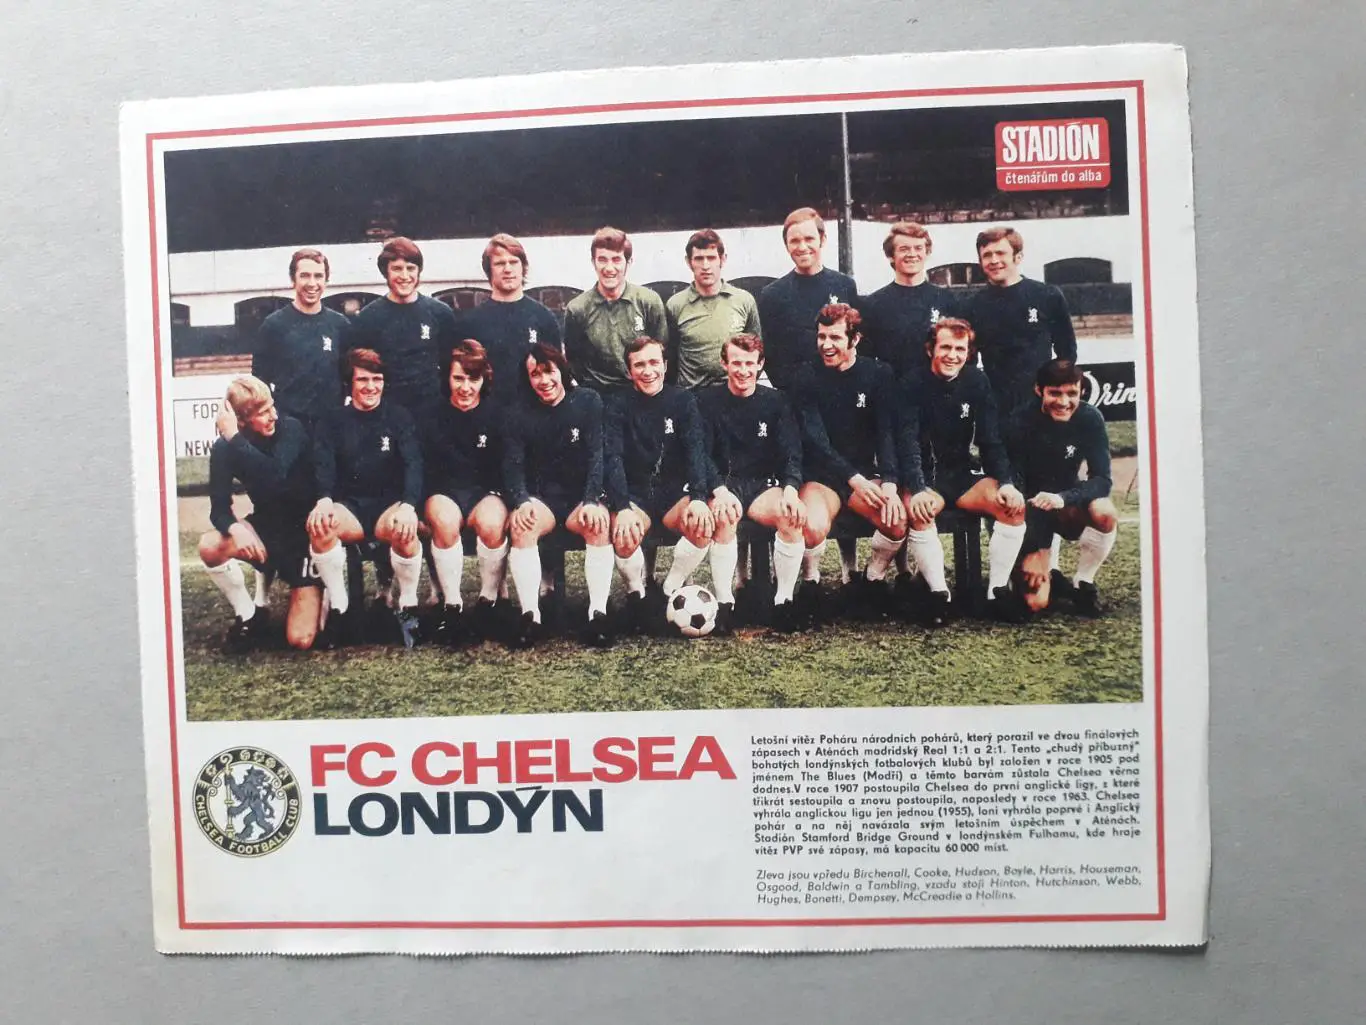 STADIÓN
čtenářům do alba
FOR
NEW
Drin
10
FC CHELSEA
LONDÝN
CHELSEA FOOTBALL CLUB
Letošní vítěz Poháru národních pohárů, který porazil ve dvou finálových
zápasech v Aténách madridský Real 1:1 a 2:1. Tento „chudý příbuzný"
bohatých londýnských fotbalových klubů byl založen v roce 1905 pod
jménem The Blues (Modří) a těmto barvám zůstala Chelsea věrna
dodnes.V roce 1907 postoupila Chelsea do první anglické ligy, z které
třikrát sestoupila a znovu postoupila, naposledy v roce 1963. Chelsea
vyhrála anglickou ligu jen jednou (1955), loni vyhrála poprvé i Anglický
pohár a na něj navázala svým letošním úspěchem v Aténách.
Stadión Stamford Bridge Ground v londýnském Fulhamu, kde hraje
vítěz PVP své zápasy, má kapacitu 60 000 míst.
Zleva jsou vpředu Birchenall, Cooke, Hudson, Boyle, Harris, Houseman,
Osgood, Baldwin a Tambling, vzadu stojí Hinton, Hutchinson, Webb,
Hughes, Bonetti, Dempsey, McCreadie a Hollins.